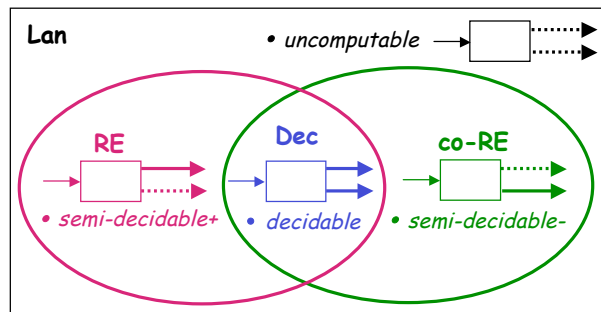 Lan
• uncomputable
RE
Dec
co-RE
• semi-decidable+
• decidable
• semi-decidable-